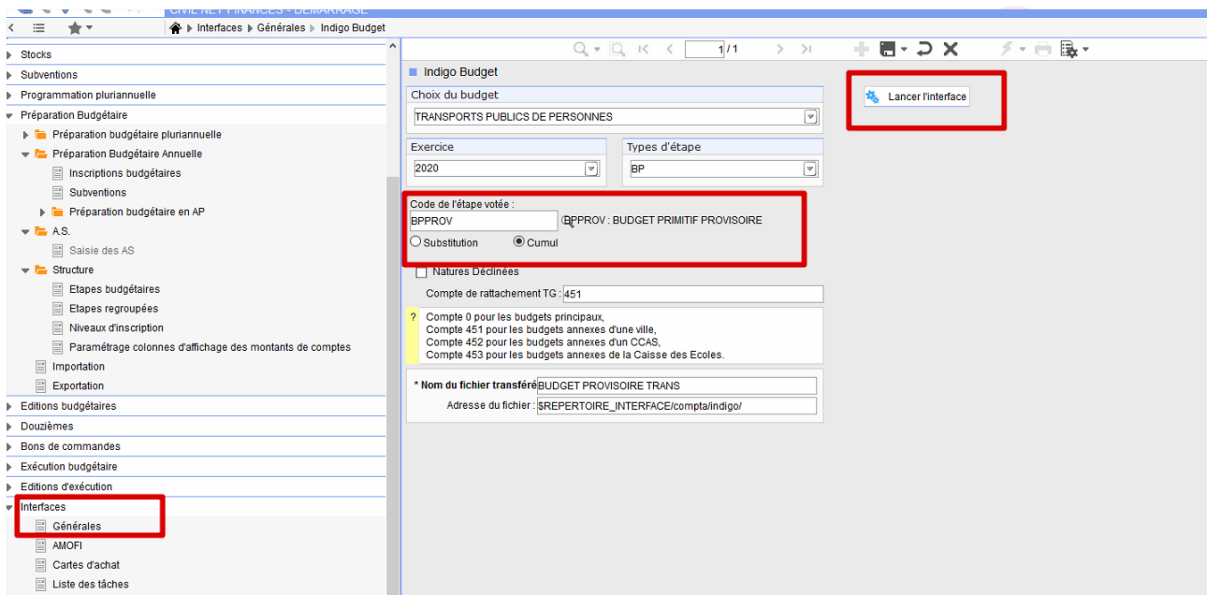 CIVIL NET FINANCES - DEMARRAGE
Interfaces Générales Indigo Budget
Stocks
Subventions
Programmation pluriannuelle
Préparation Budgétaire
Préparation budgétaire pluriannuelle
Préparation Budgétaire Annuelle
Inscriptions budgétaires
Subventions
Préparation budgétaire en AP
A.S.
Saisie des AS
Structure
Etapes budgétaires
Etapes regroupées
Niveaux d'inscription
Paramétrage colonnes d'affichage des montants de comptes
Importation
Exportation
Editions budgétaires
Douzièmes
Bons de commandes
Exécution budgétaire
Editions d'exécution
Interfaces
Générales
AMOFI
Cartes d'achat
Liste des tâches
1/1
Indigo Budget
Choix du budget
TRANSPORTS PUBLICS DE PERSONNES
Exercice Types d'étape
2020 BP
Code de l'étape votée :
BPPROV BPPROV : BUDGET PRIMITIF PROVISOIRE
Substitution Cumul
Natures Déclinées
Compte de rattachement TG : 451
? Compte 0 pour les budgets principaux,
Compte 451 pour les budgets annexes d'une ville,
Compte 452 pour les budgets annexes d'un CCAS,
Compte 453 pour les budgets annexes de la Caisse des Ecoles.
* Nom du fichier transféré BUDGET PROVISOIRE TRANS
Adresse du fichier : $REPERTOIRE_INTERFACE/compta/indigo/
Lancer l'interface